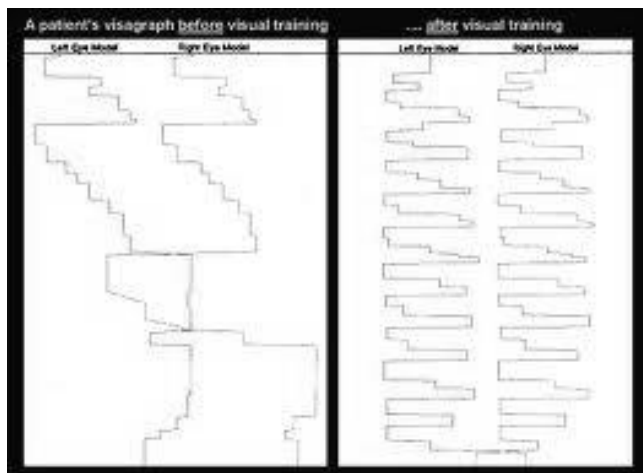 A patient's visagraph before visual training
.... after visual training
Left Eye Model Right Eye Model
Left Eye Model Right Eye Model